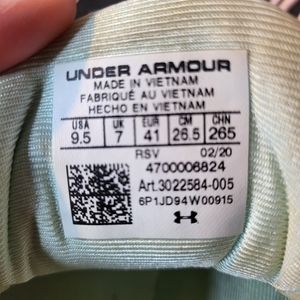 UNDER ARMOUR
MADE IN VIETNAM
FABRIQUÉ AU VIETNAM
HECHO EN VIETNAM
USA UK EUR CM CHN
9.5 7 41 26.5 265
RSV 02/20
4700006824
Art.3022584-005
6P1JD94W00915